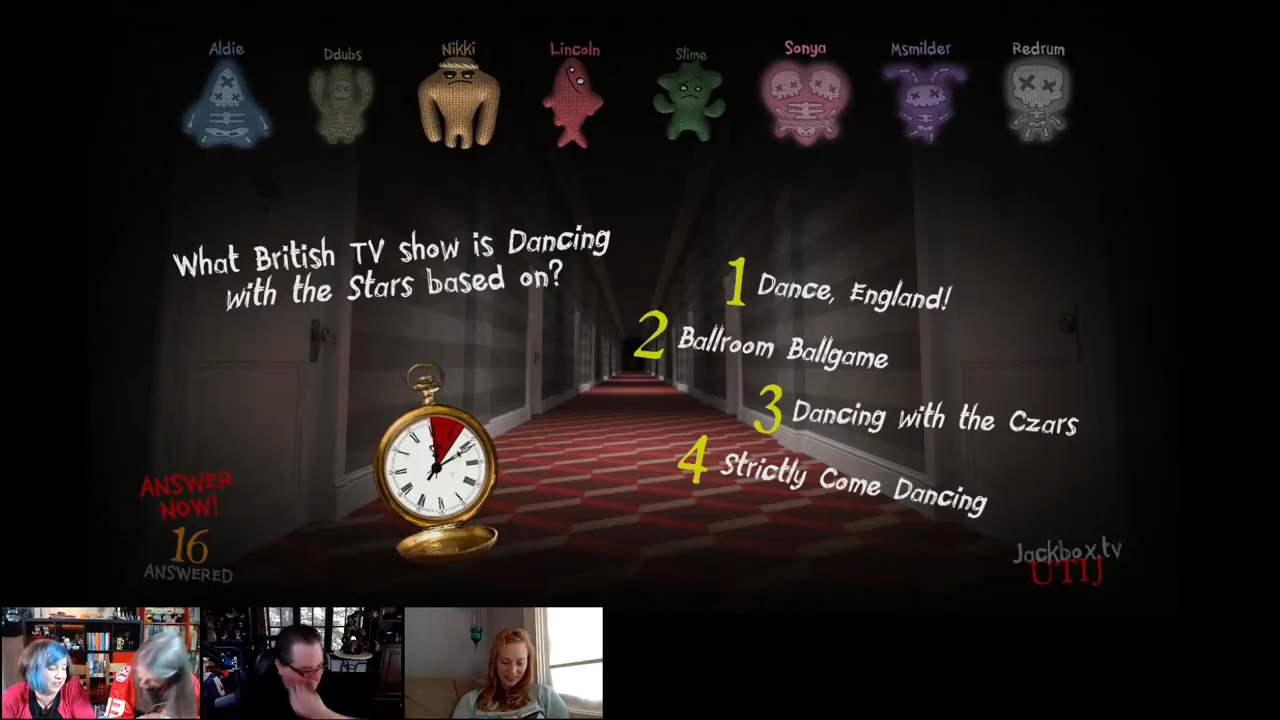 Aldie
Ddubs
Nikki
Lincoln
Slime
Sonya
Msmilder
Redrum
What British TV show is Dancing
with the Stars based on?
1 Dance, England!
2 Ballroom Ballgame
3 Dancing with the Czars
4 Strictly Come Dancing
ANSWER
NOW!
16
ANSWERED
Jackbox.tv
UTIJ